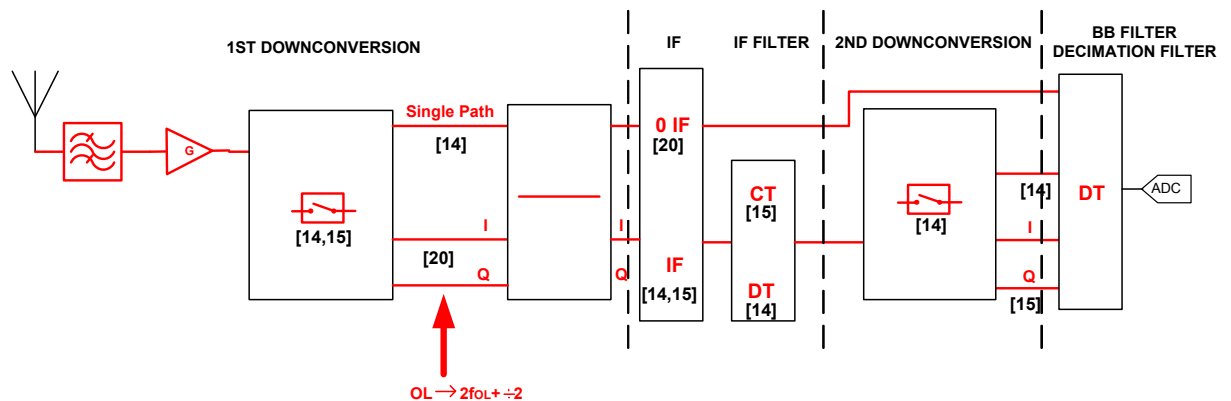 1ST DOWNCONVERSION
IF
IF FILTER
2ND DOWNCONVERSION
BB FILTER
DECIMATION FILTER
Single Path
[14]
G
[14,15]
I
[20]
Q
OL → 2fOL+ ÷2
I
Q
0 IF
[20]
IF
[14,15]
CT
[15]
DT
[14]
[14]
[14]
I
Q
[15]
DT
ADC